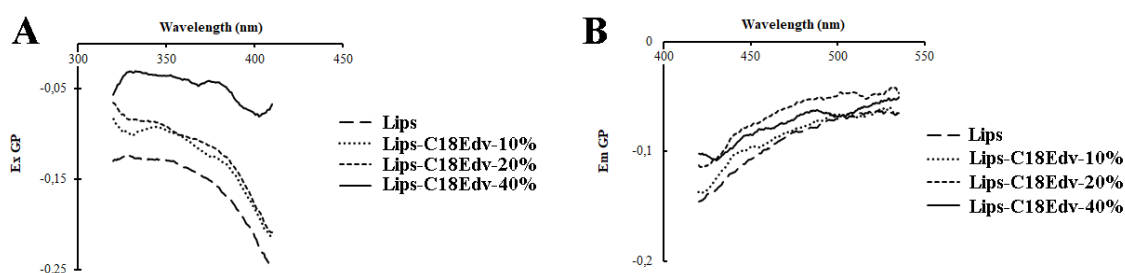 A
Wavelength (nm)
300
350
400
450
-0,05
-0,15
-0.25
Ex GP
Lips
Lips-C18Edv-10%
Lips-C18Edv-20%
Lips-C18Edv-40%
B
Wavelength (nm)
0
400
450
500
550
-0,1
-0,2
Em GP
Lips
Lips-C18Edv-10%
Lips-C18Edv-20%
Lips-C18Edv-40%